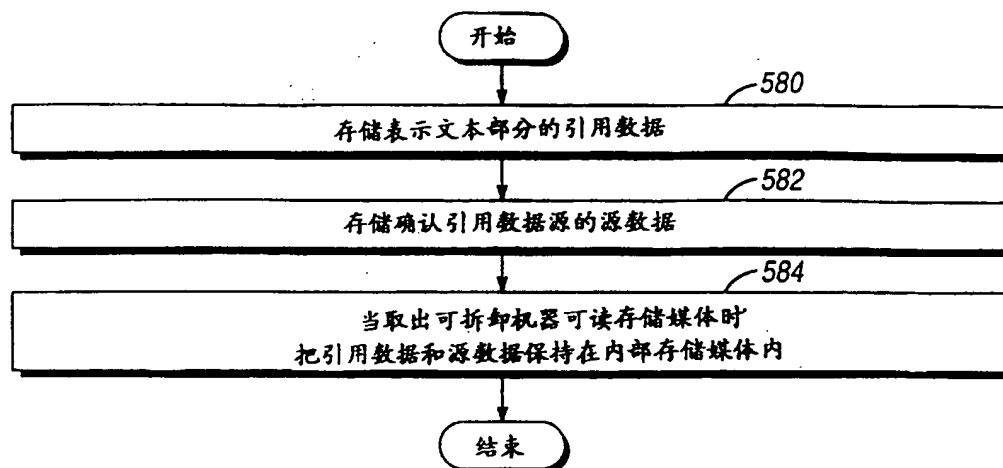 开始
580
存储表示文本部分的引用数据
582
存储确认引用数据源的源数据
584
当取出可拆卸机器可读存储媒体时
把引用数据和源数据保持在内部存储媒体内
结束